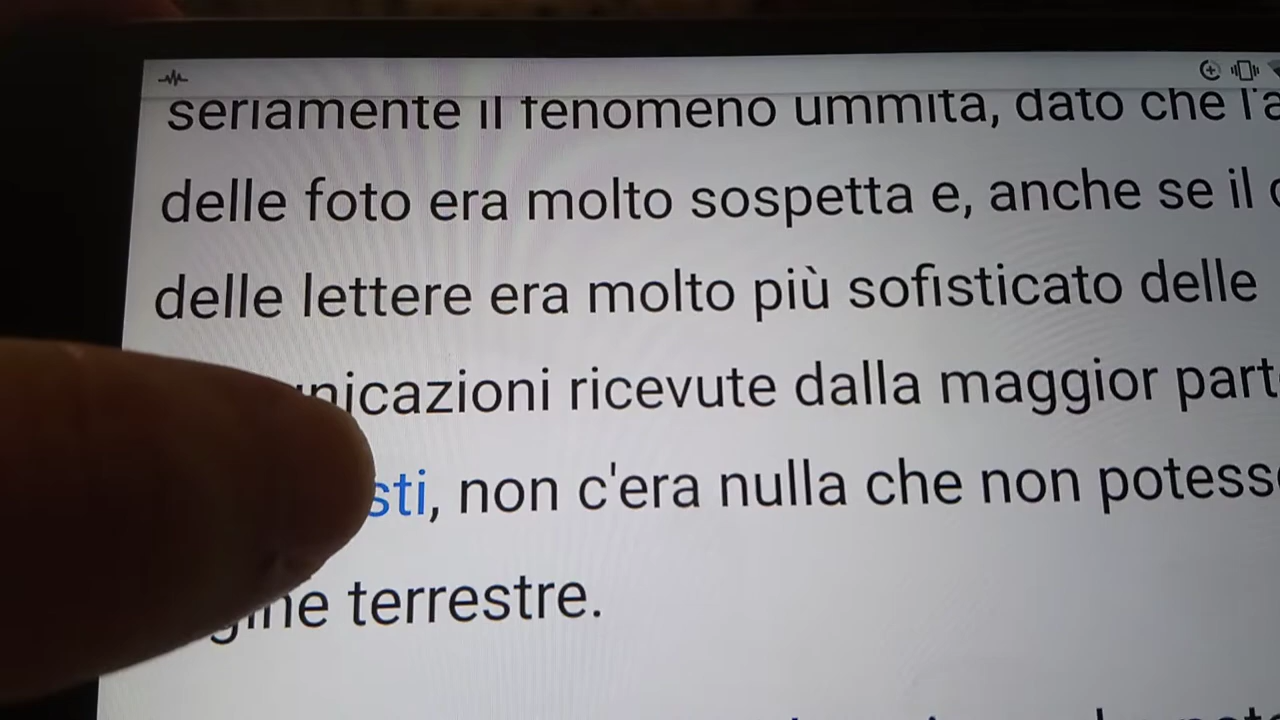 seriamente il fenomeno ummita, dato che l'a
delle foto era molto sospetta e, anche se il
delle lettere era molto più sofisticato delle
nicazioni ricevute dalla maggior part
sti, non c'era nulla che non potess
gine terrestre.